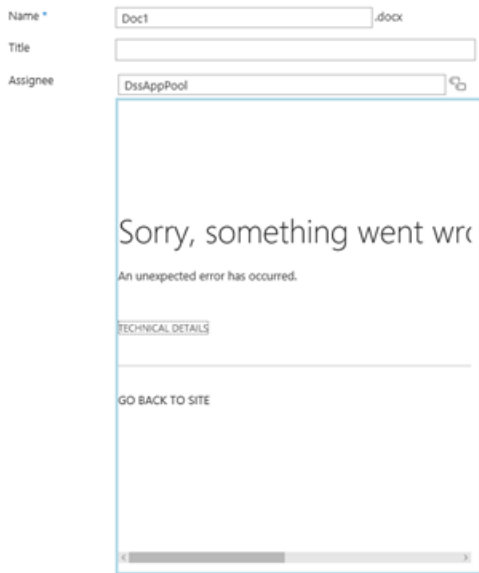 Name *
Doc1 .docx
Title
Assignee
DssAppPool
Sorry, something went
An unexpected error has occurred.
TECHNICAL DETAILS
GO BACK TO SITE